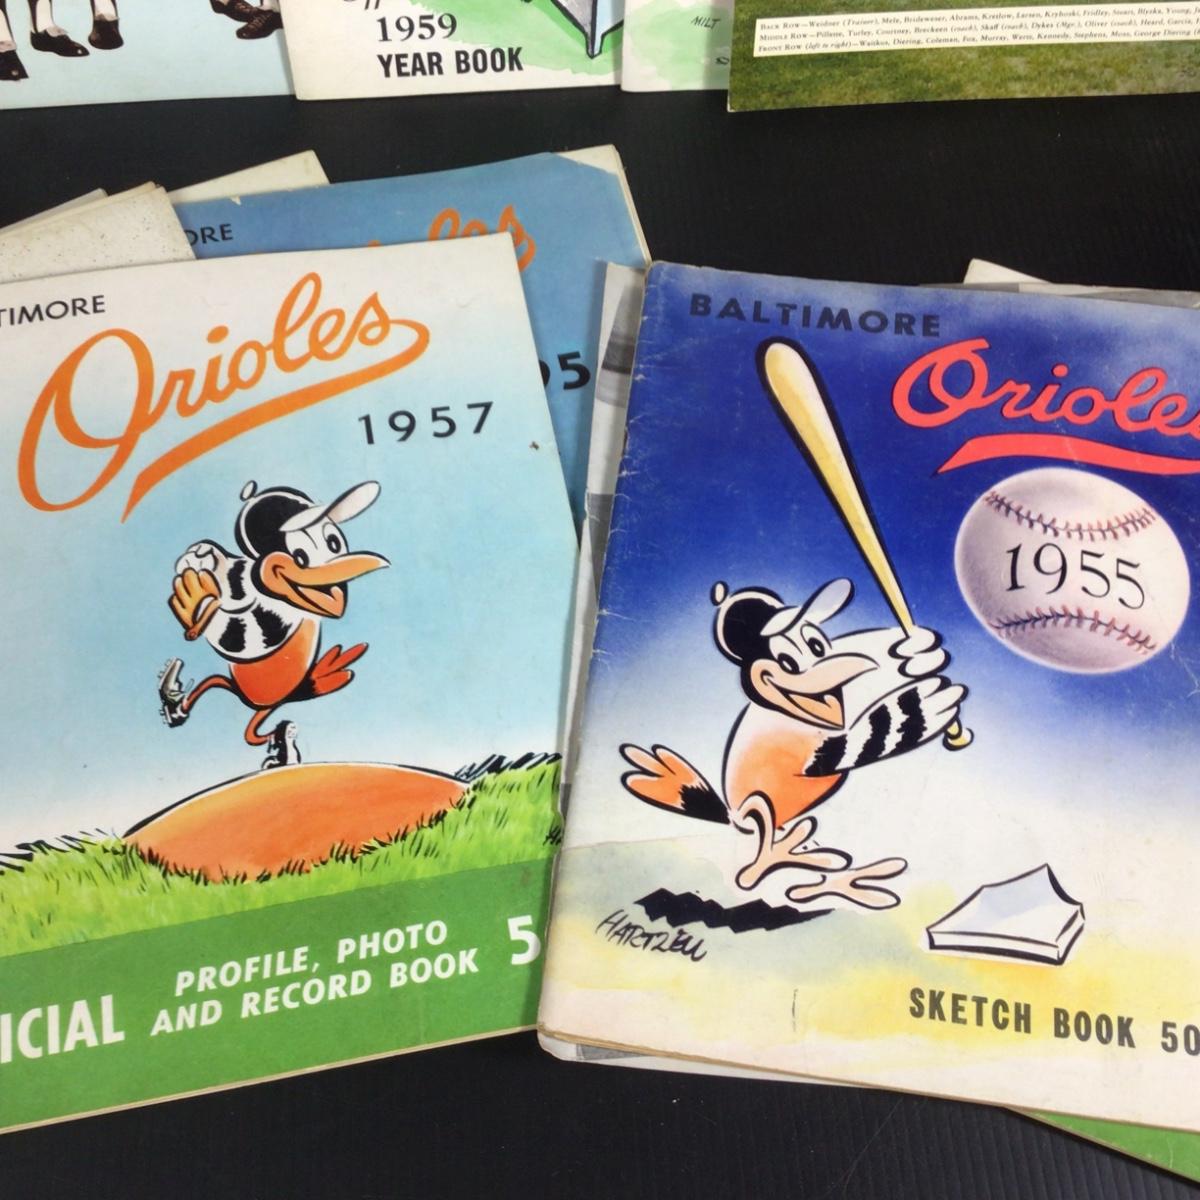 1959
YEAR BOOK
MILT
BACK ROW—Weidner (Trainer), Mele, Brideweser, Abrams, Kretlow, Larsen, Kryhoski, Fridley, Stuart, Blyzka, Young,
MIDDLE ROW—Pillette, Turley, Courtney, Brecheen (coach), Skaff (coach), Dykes (Mgr.), Oliver (coach), Heard, Garcia,
FRONT ROW (left to right)—Waitkus, Diering, Coleman, Fox, Murray, Wertz, Kennedy, Stephens, Moss, George Diering
ORE
les
95
TIMORE
Orioles
1957
ICIAL PROFILE, PHOTO
AND RECORD BOOK 5
BALTIMORE
Oriole
1955
HARTZELL
SKETCH BOOK 50